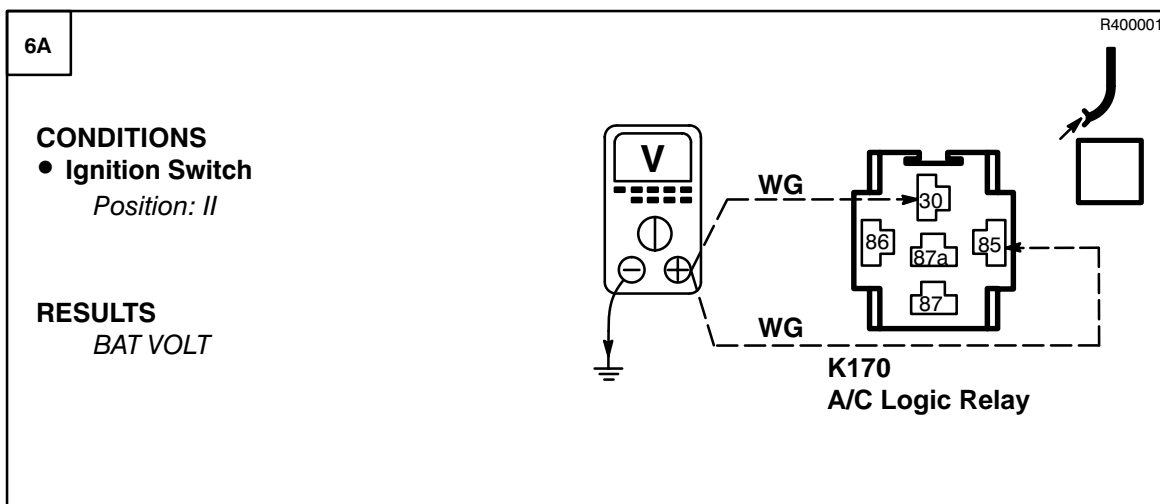 6A
R400001
CONDITIONS
• Ignition Switch
Position: II
RESULTS
BAT VOLT
V
WG
30
86
87a
85
87
WG
K170
A/C Logic Relay